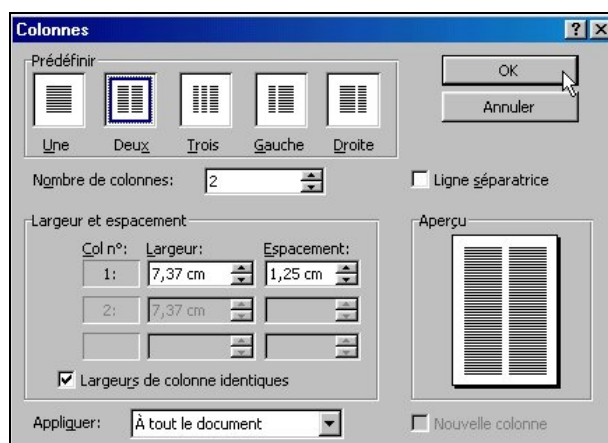 Colonnes
Prédéfinir
Une Deux Trois Gauche Droite
OK
Annuler
Nombre de colonnes: 2
Ligne séparatrice
Largeur et espacement
Col n°: Largeur: Espacement:
1: 7,37 cm 1,25 cm
2: 7,37 cm
Largeurs de colonne identiques
Aperçu
Appliquer: À tout le document
Nouvelle colonne